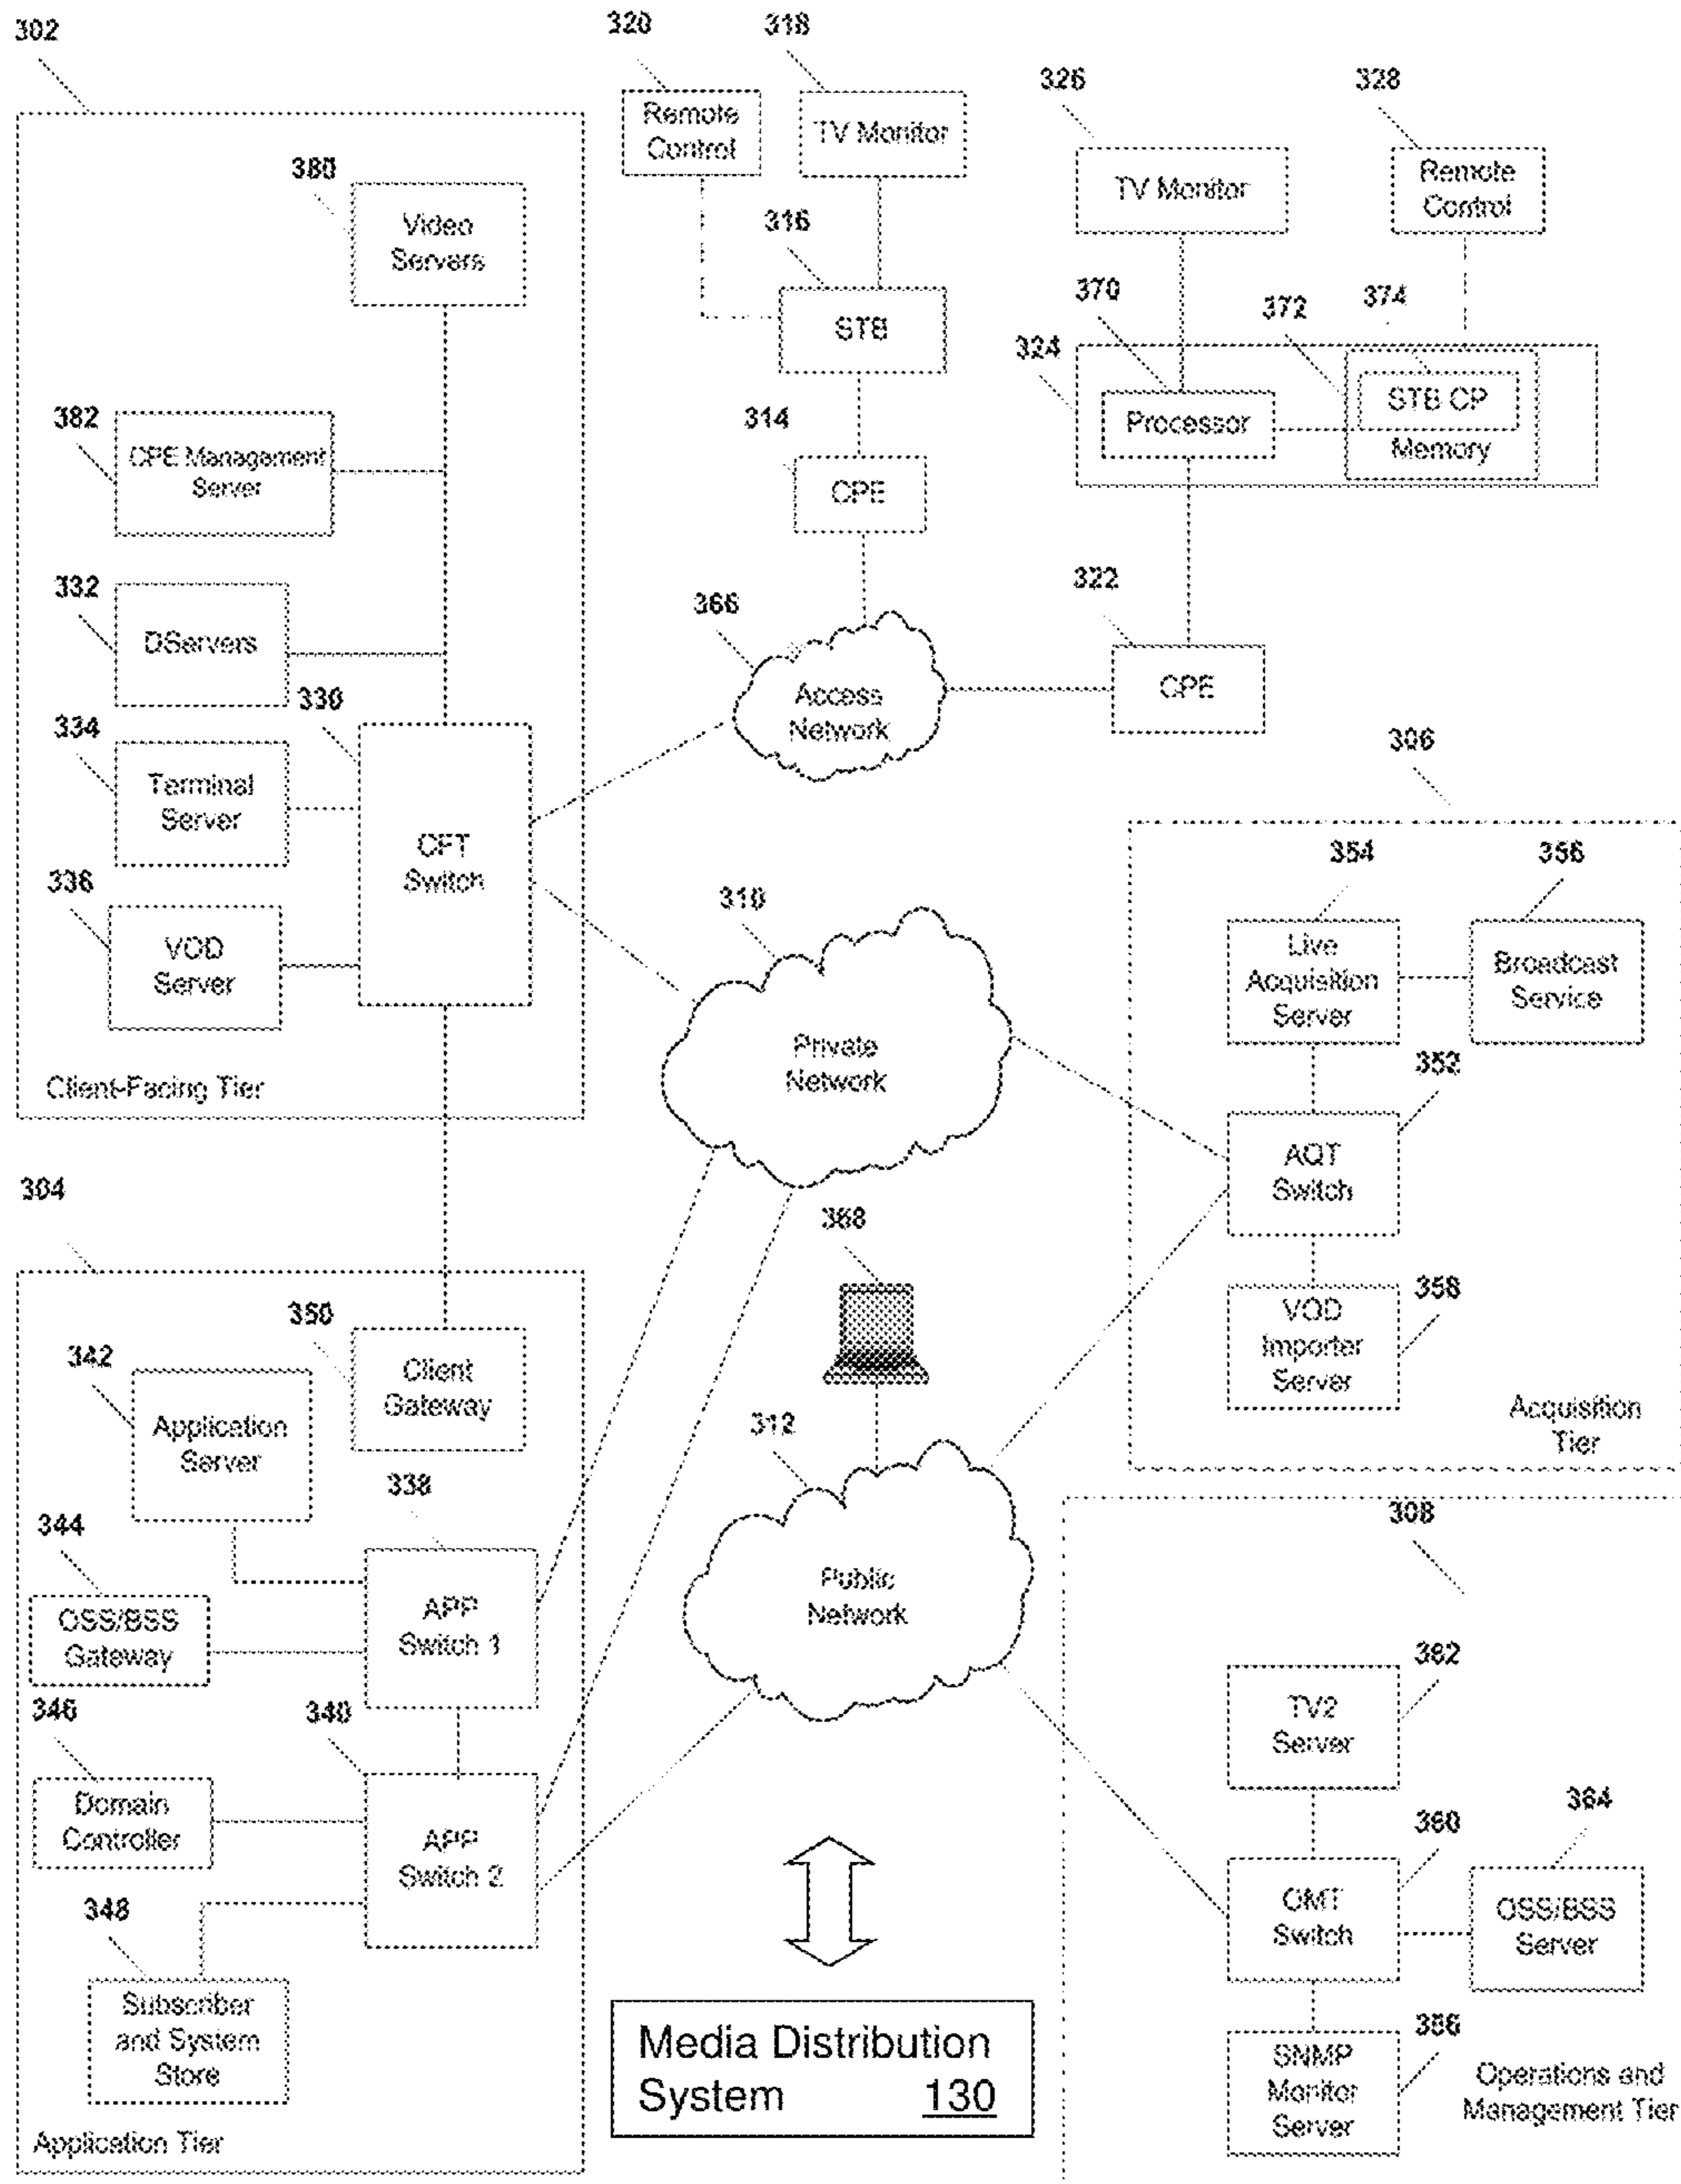 302
320
318
Remote
Control
TV Monitor
326
328
TV Monitor
Remote
Control
380
Video
Servers
316
STB
370
372
374
324
Processor
STB CP
Memory
382
CPE Management
Server
314
CPE
332
DServers
366
Access
Network
322
CPE
330
334
Terminal
Server
CFT
Switch
336
VOD
Server
Client-Facing Tier
306
354
356
Live
Acquisition
Server
Broadcast
Service
310
Private
Network
352
AQT
Switch
358
VOD
Importer
Server
Acquisition
Tier
304
350
Client
Gateway
342
Application
Server
338
344
OSS/BSS
Gateway
APP
Switch 1
346
340
Domain
Controller
APP
Switch 2
348
Subscriber
and System
Store
Application Tier
368
312
Public
Network
308
362
TV2
Server
360
364
OMT
Switch
OSS/BSS
Server
386
SNMP
Monitor
Server
Operations and
Management Tier
Media Distribution
System 130